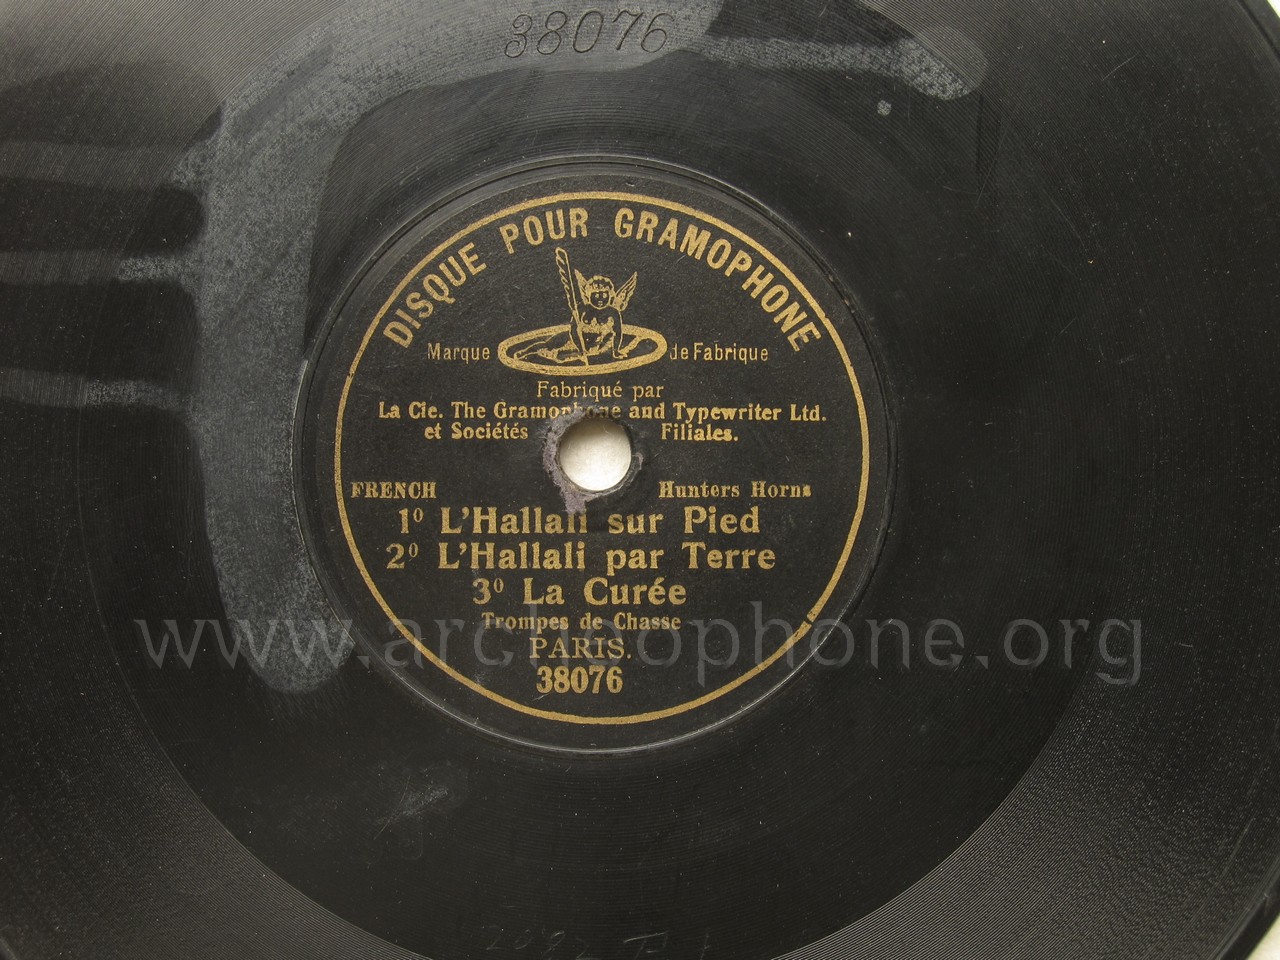 38076
DISQUE POUR GRAMOPHONE
Marque de Fabrique
Fabriqué par
La Cie. The Gramophone and Typewriter Ltd.
et Sociétés Filiales.
FRENCH Hunters Horns
1º L'Hallali sur Pied
2º L'Hallali par Terre
3º La Curée
Trompes de Chasse
www.archeophone.org
PARIS.
38076